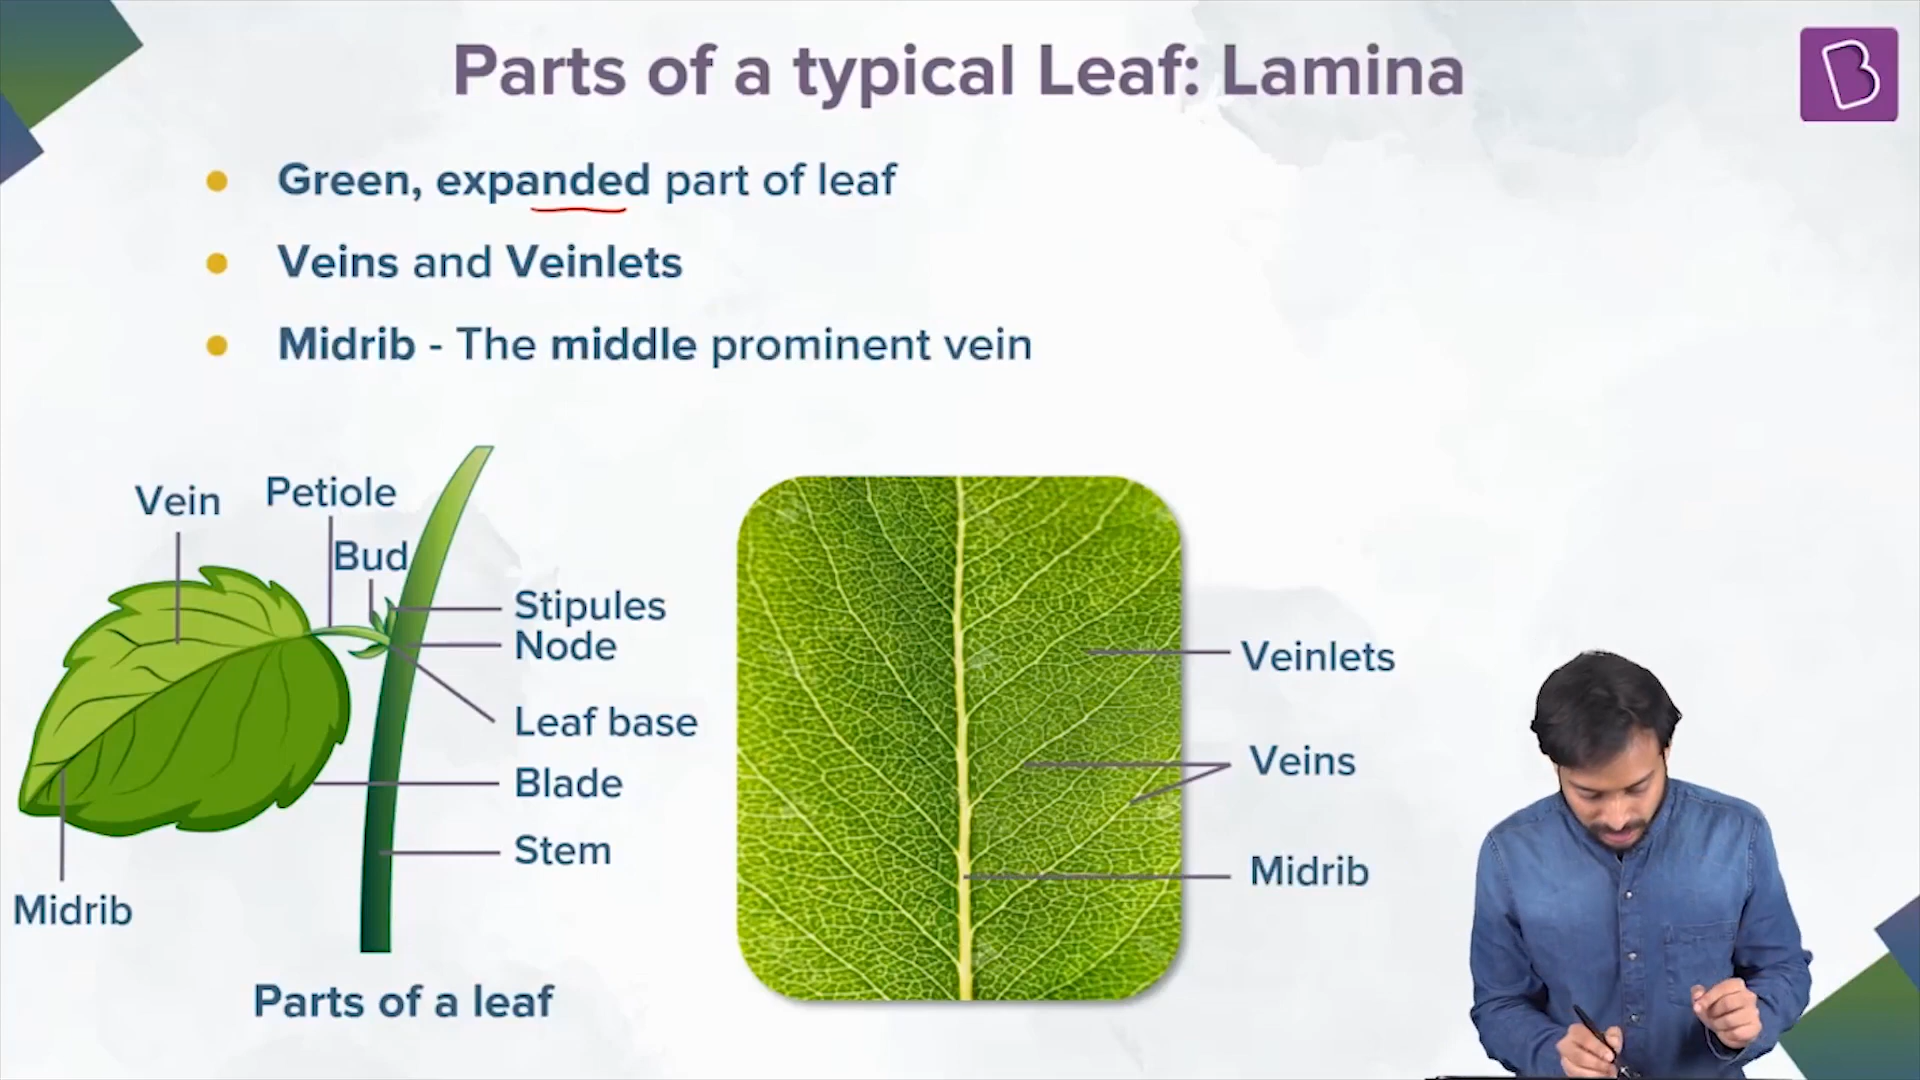 Parts of a typical Leaf: Lamina
B
Green, expanded part of leaf
Veins and Veinlets
Midrib - The middle prominent vein
Vein
Petiole
Bud
Stipules
Node
Leaf base
Blade
Stem
Midrib
Parts of a leaf
Veinlets
Veins
Midrib